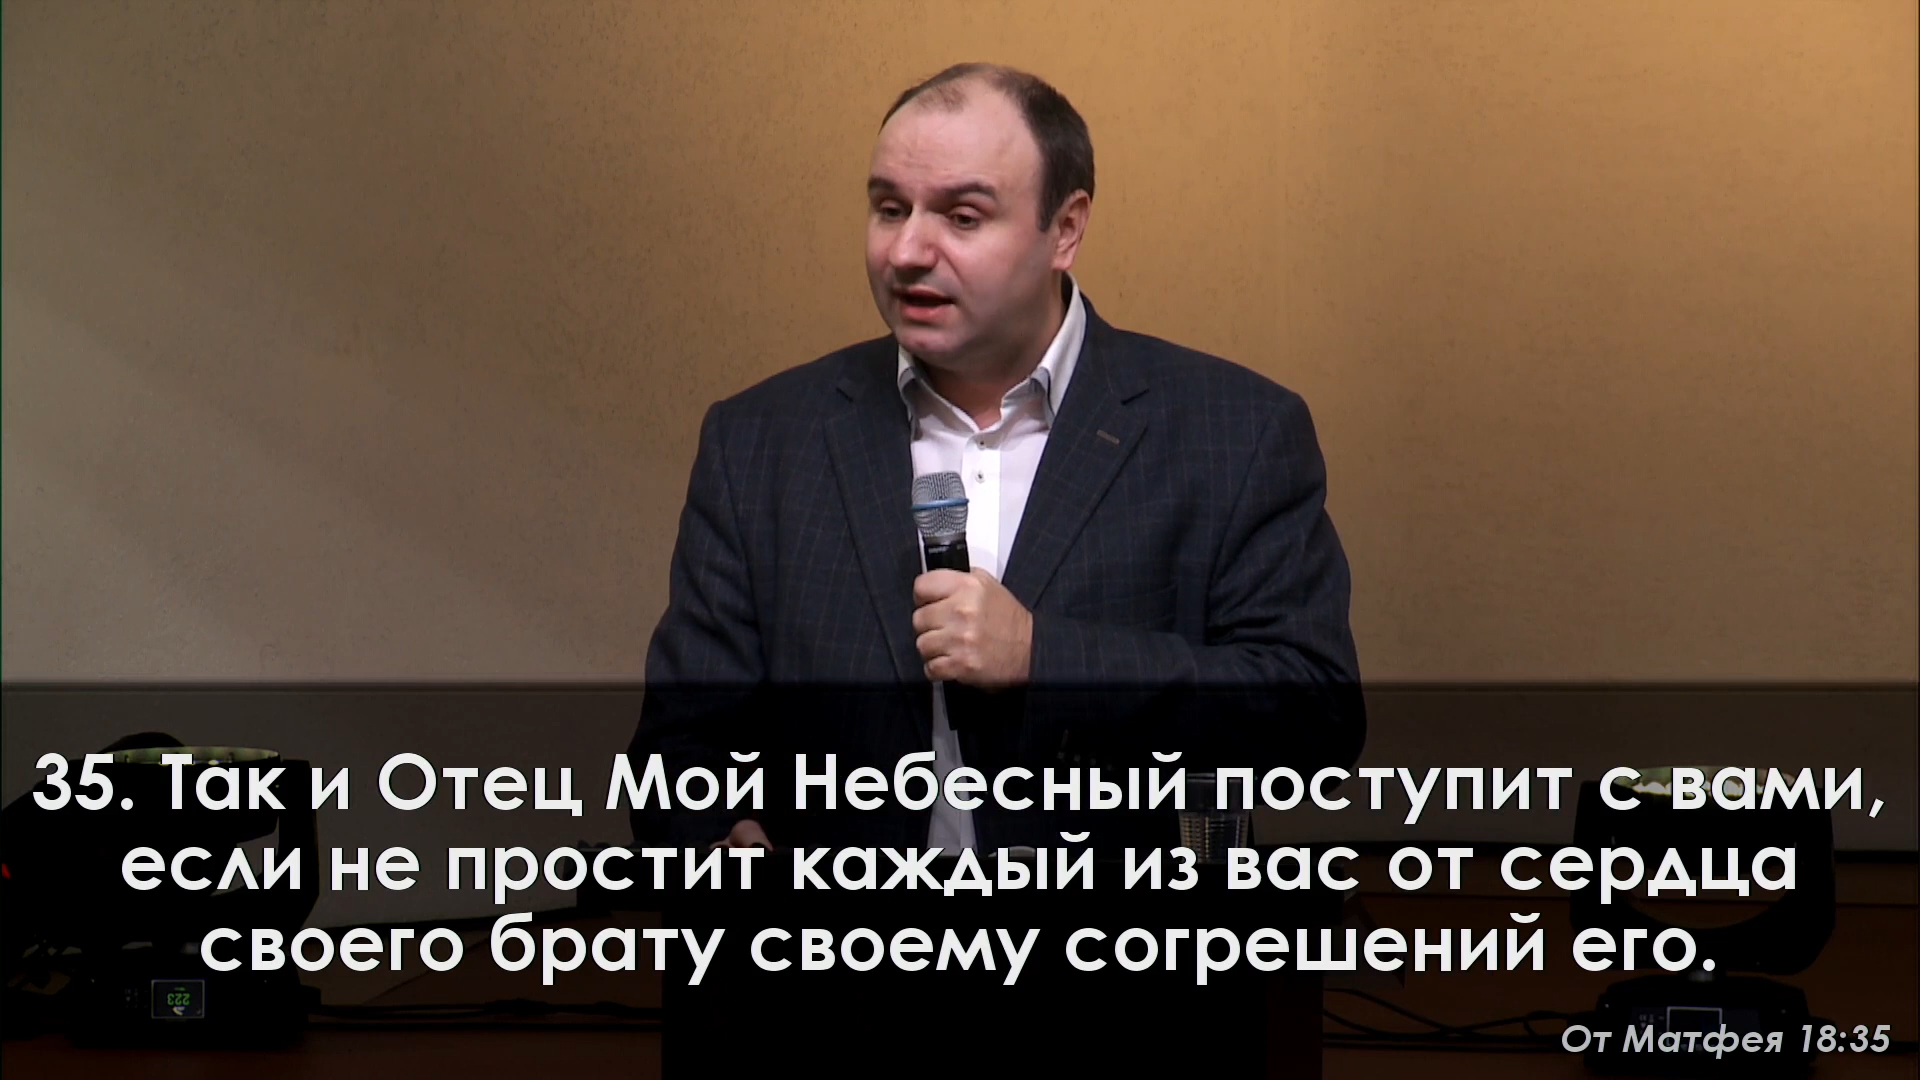 35. Так и Отец Мой Небесный поступит с вами,
если не простит каждый из вас от сердца
своего брату своему согрешений его.
223
От Матфея 18:35